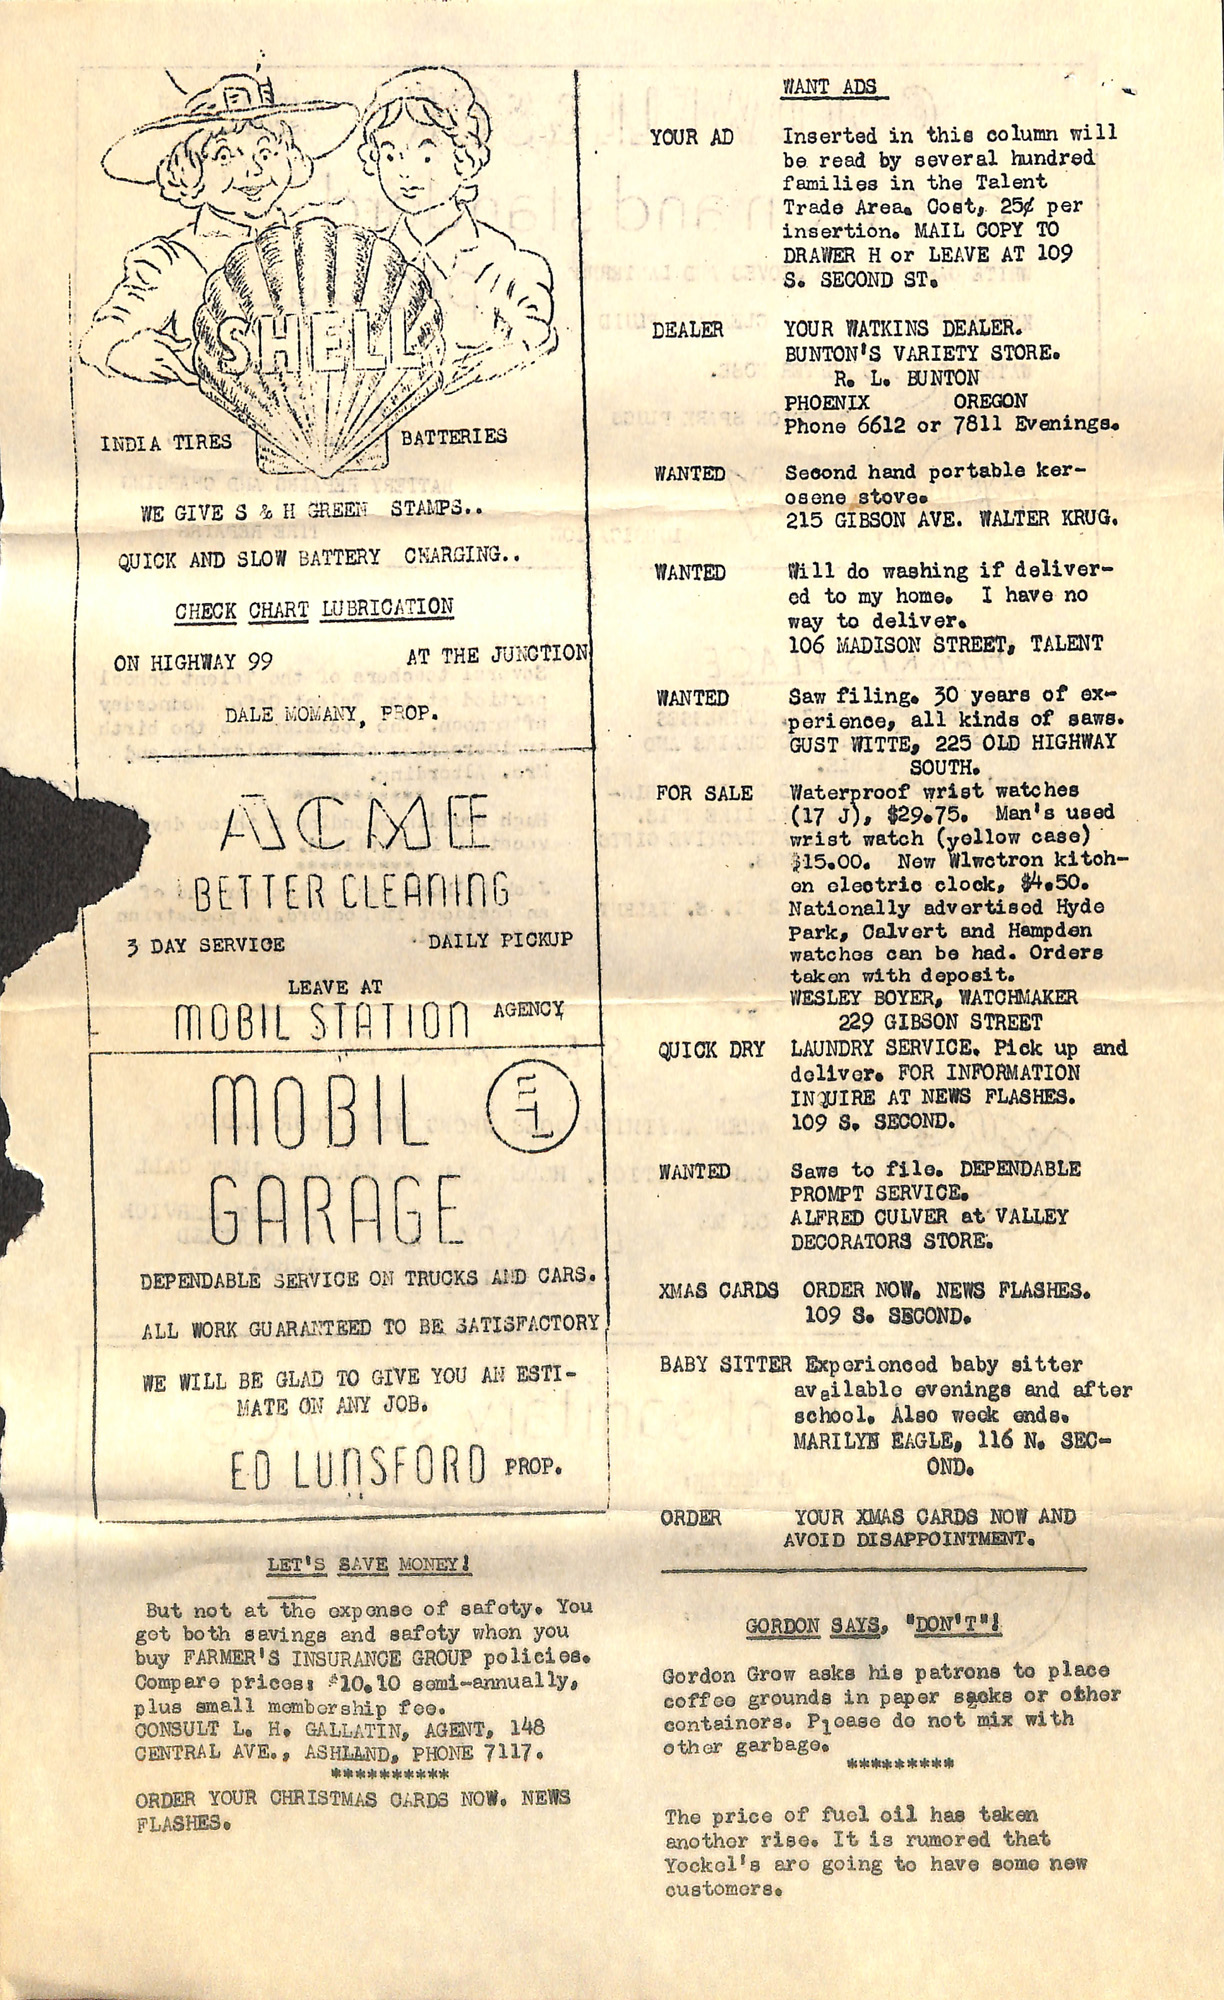 SHELL
INDIA TIRES BATTERIES
WE GIVE S & H GREEN STAMPS..
QUICK AND SLOW BATTERY CHARGING..
CHECK CHART LUBRICATION
ON HIGHWAY 99 AT THE JUNCTION
DALE MOMANY, PROP.
ACME
BETTER CLEANING
3 DAY SERVICE DAILY PICKUP
LEAVE AT
MOBIL STATION AGENCY
MOBIL
GARAGE
DEPENDABLE SERVICE ON TRUCKS AND CARS.
ALL WORK GUARANTEED TO BE SATISFACTORY
WE WILL BE GLAD TO GIVE YOU AN ESTI-
MATE ON ANY JOB.
ED LUNSFORD PROP.
LET'S SAVE MONEY!
But not at the expense of safety. You
get both savings and safety when you
buy FARMER'S INSURANCE GROUP policies.
Compare prices: $10.10 semi-annually,
plus small membership fee.
CONSULT L. H. GALLATIN, AGENT, 148
CENTRAL AVE., ASHLAND, PHONE 7117.
**********
ORDER YOUR CHRISTMAS CARDS NOW. NEWS
FLASHES.
WANT ADS
YOUR AD Inserted in this column will
be read by several hundred
families in the Talent
Trade Area. Cost, 25¢ per
insertion. MAIL COPY TO
DRAWER H or LEAVE AT 109
S. SECOND ST.
DEALER YOUR WATKINS DEALER.
BUNTON'S VARIETY STORE.
R. L. BUNTON
PHOENIX OREGON
Phone 6612 or 7811 Evenings.
WANTED Second hand portable ker-
osene stove.
215 GIBSON AVE. WALTER KRUG.
WANTED Will do washing if deliver-
ed to my home. I have no
way to deliver.
106 MADISON STREET, TALENT
WANTED Saw filing. 30 years of ex-
perience, all kinds of saws.
GUST WITTE, 225 OLD HIGHWAY
SOUTH.
FOR SALE Waterproof wrist watches
(17 J), $29.75. Man's used
wrist watch (yellow case)
$15.00. New Wlwctron kitch-
en electric clock, $4.50.
Nationally advertised Hyde
Park, Calvert and Hampden
watches can be had. Orders
taken with deposit.
WESLEY BOYER, WATCHMAKER
229 GIBSON STREET
QUICK DRY LAUNDRY SERVICE. Pick up and
deliver. FOR INFORMATION
INQUIRE AT NEWS FLASHES.
109 S. SECOND.
WANTED Saws to file. DEPENDABLE
PROMPT SERVICE.
ALFRED CULVER at VALLEY
DECORATORS STORE.
XMAS CARDS ORDER NOW. NEWS FLASHES.
109 S. SECOND.
BABY SITTER Experienced baby sitter
available evenings and after
school. Also week ends.
MARILYN EAGLE, 116 N. SEC-
OND.
ORDER YOUR XMAS CARDS NOW AND
AVOID DISAPPOINTMENT.
GORDON SAYS, "DON'T"!
Gordon Grow asks his patrons to place
coffee grounds in paper sacks or other
containers. Please do not mix with
other garbage.
*********
The price of fuel oil has taken
another rise. It is rumored that
Yockel's are going to have some new
customers.